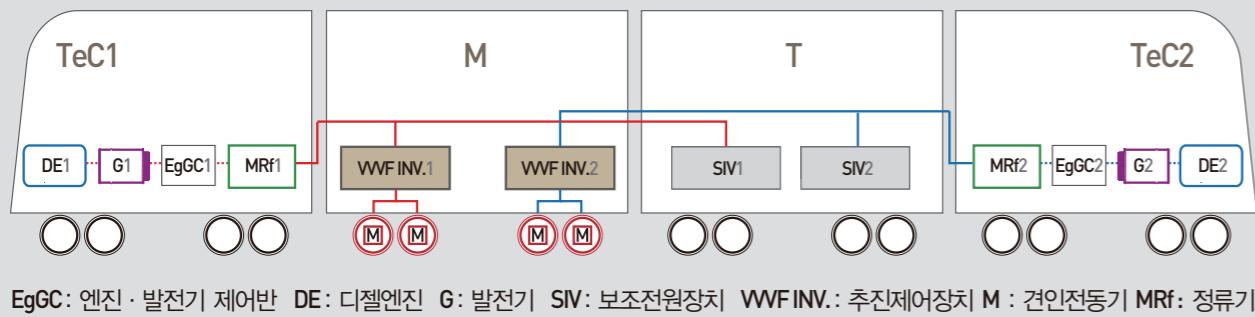 TeC1 M T TeC2
DE1 G1 EgGC1 MRf1 VVVF INV.1 VVVF INV.2 SIV1 SIV2 MRf2 EgGC2 G2 DE2
M M M M
EgGC : 엔진 · 발전기 제어반 DE : 디젤엔진 G : 발전기 SIV : 보조전원장치 VVVF INV. : 추진제어장치 M : 견인전동기 MRf : 정류기